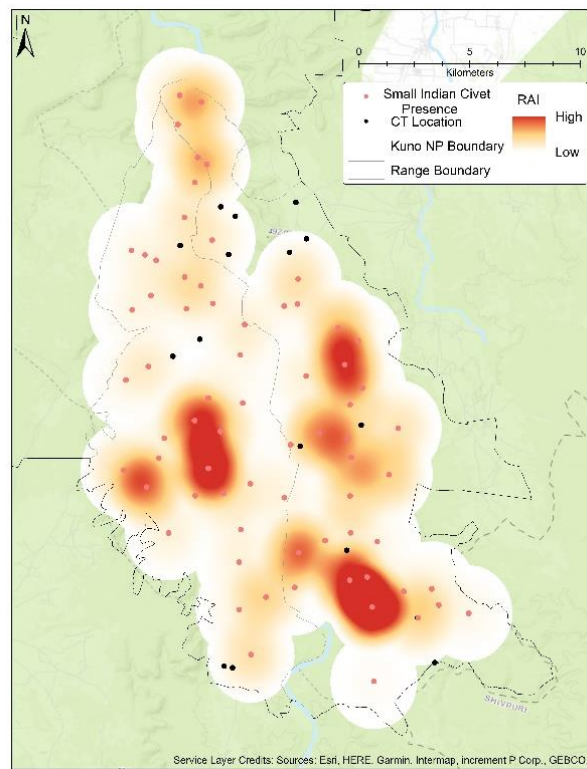 N
0
5
10
Kilometers
Small Indian Civet
Presence
CT Location
Kuno NP Boundary
Range Boundary
RAI
High
Low
SHIVPURI
Service Layer Credits: Sources: Esri, HERE. Garmin. Intermap, increment P Corp., GEBCO